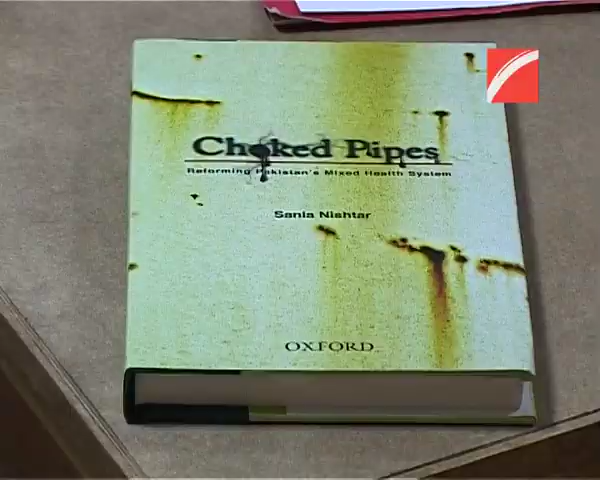 Choked Pipes
Reforming Pakistan's Mixed Health System
Sania Nishtar
OXFORD